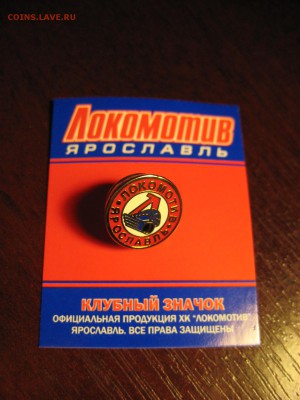 COINS.LAVE.RU
ЛОКОМОТИВ
ЯРОСЛАВЛЬ
ЛОКОМОТИВ
ЯРОСЛАВЛЬ
КЛУБНЫЙ ЗНАЧОК
ОФИЦИАЛЬНАЯ ПРОДУКЦИЯ ХК "ЛОКОМОТИВ"
ЯРОСЛАВЛЬ. ВСЕ ПРАВА ЗАЩИЩЕНЫ